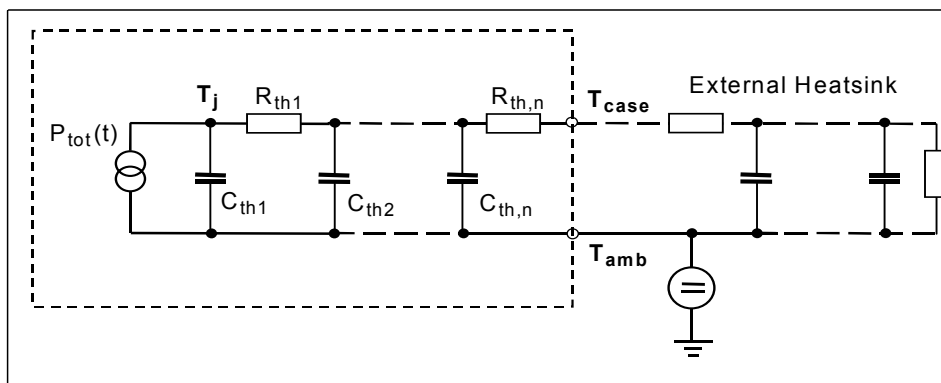 External Heatsink
T_j
R_th1
R_th,n
T_case
P_tot(t)
C_th1
C_th2
C_th,n
T_amb